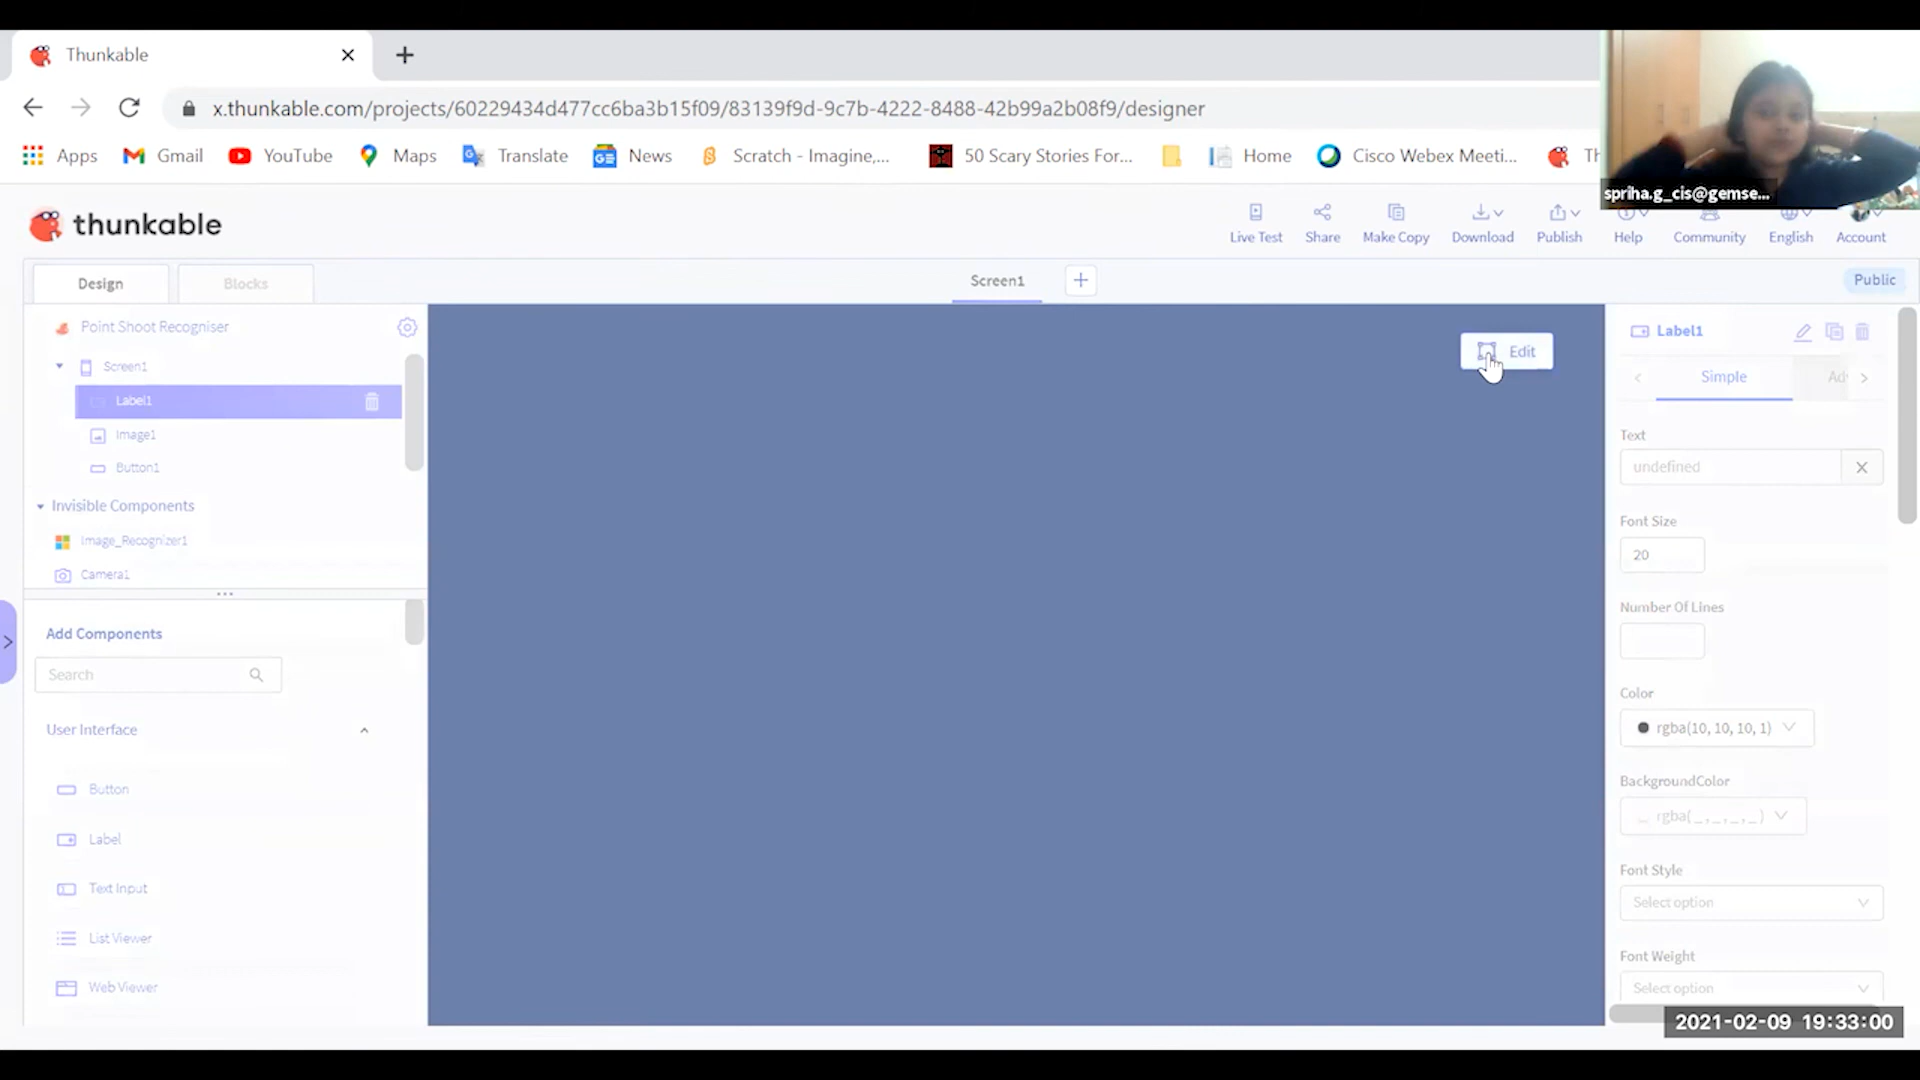 Thunkable
x.thunkable.com/projects/60229434d477cc6ba3b15f09/83139f9d-9c7b-4222-8488-42b99a2b08f9/designer
Apps Gmail YouTube Maps Translate News Scratch - Imagine,... 50 Scary Stories For... Home Cisco Webex Meeti...
spriha.g_cis@gemse...
thunkable
Live Test Share Make Copy Download Publish Help Community English Account
Design Blocks Screen1 Public
Point Shoot Recogniser
Screen1
Label1
Image1
Button1
Invisible Components
Image_Recognizer1
Camera1
Add Components
Search
User Interface
Button
Label
Text Input
List Viewer
Web Viewer
Edit
Label1
Simple
Text
undefined
Font Size
20
Number Of Lines
Color
rgba(10, 10, 10, 1)
BackgroundColor
rgba(_,_,_,_)
Font Style
Select option
Font Weight
Select option
2021-02-09 19:33:00